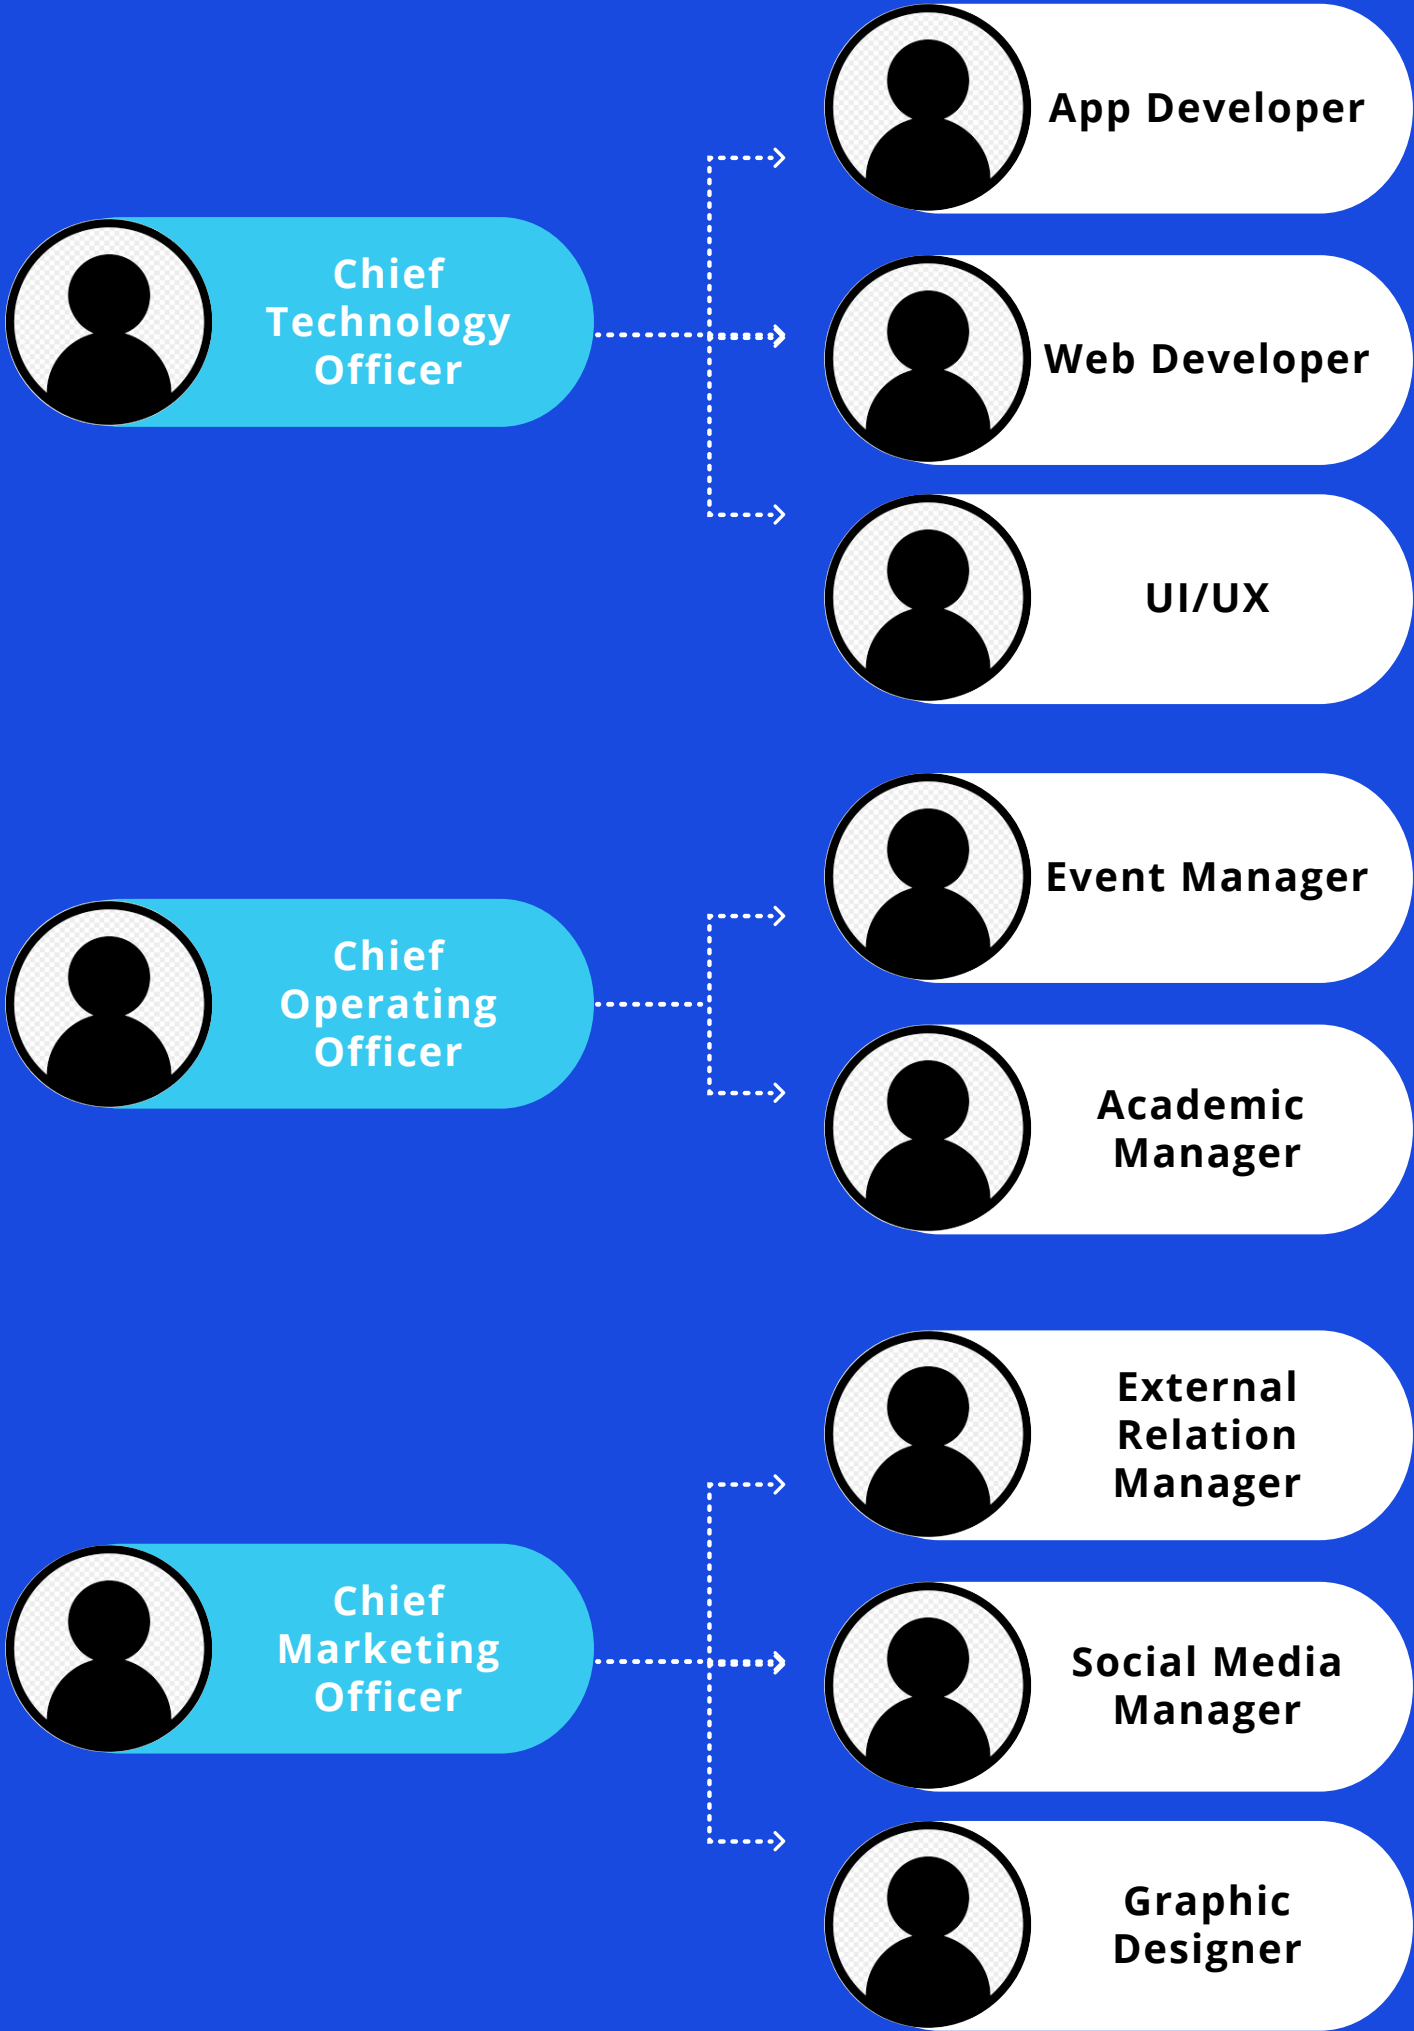 App Developer
Chief
Technology
Officer
Web Developer
UI/UX
Event Manager
Chief
Operating
Officer
Academic
Manager
External
Relation
Manager
Chief
Marketing
Officer
Social Media
Manager
Graphic
Designer